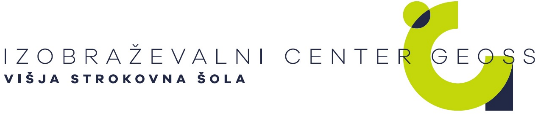 IZOBRAŽEVALNI CENTER GEOSS
VIŠJA STROKOVNA ŠOLA